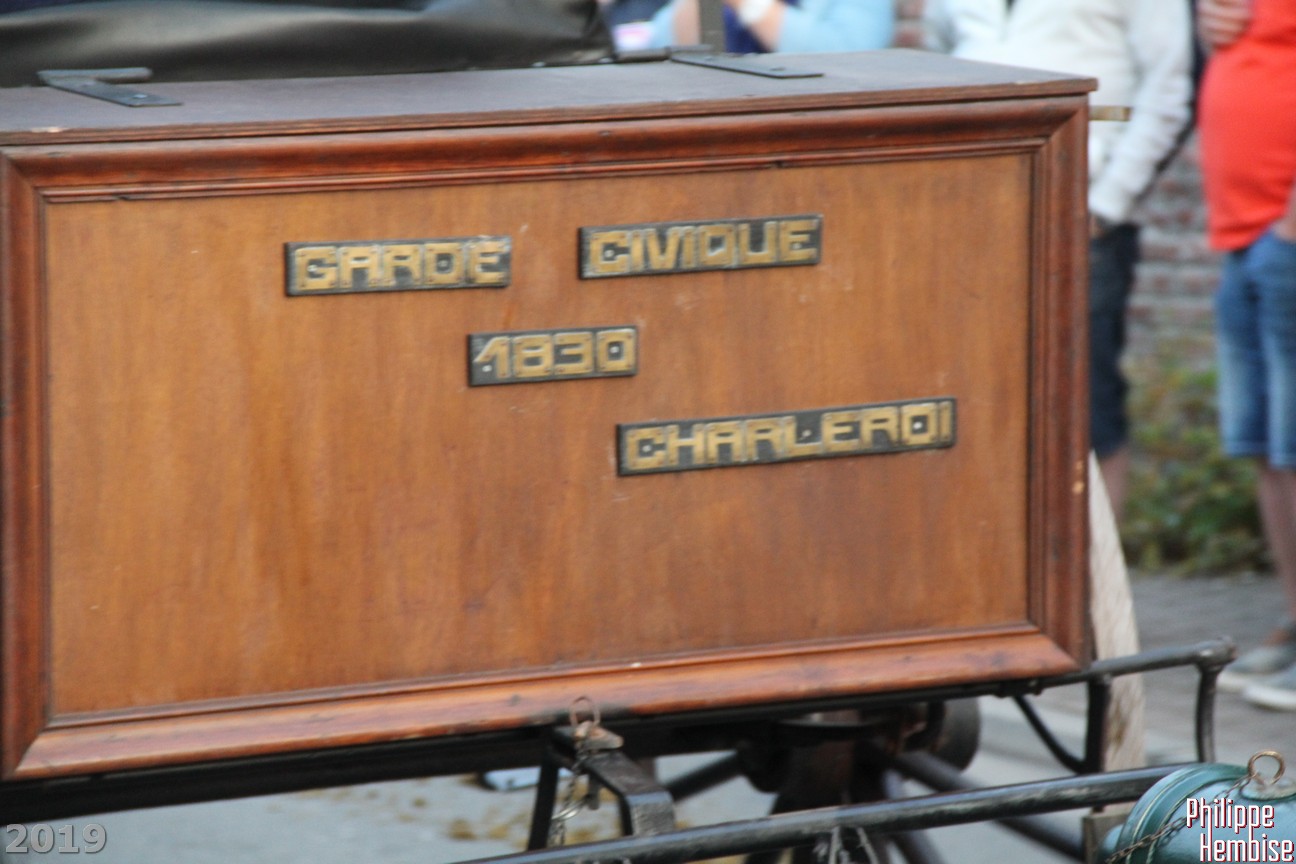 GARDE CIVIQUE
1830
CHARLEROI
2019
Philippe
Hembise